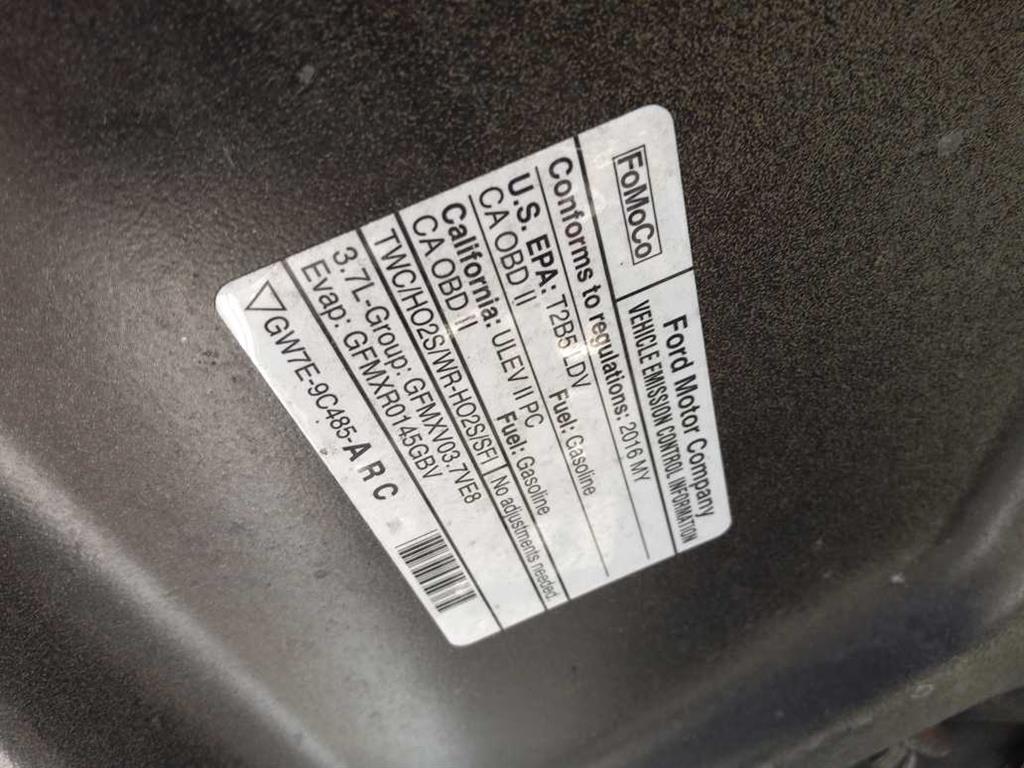 FoMoCo
Ford Motor Company
VEHICLE EMISSION CONTROL INFORMATION
Conforms to regulations: 2016 MY
U.S. EPA: T2B5 LDV Fuel: Gasoline
CA OBD II
California: ULEV II PC Fuel: Gasoline
CA OBD II
TWC/HO2S/WR-HO2S/SFI No adjustments needed.
3.7L-Group: GFMXV03.7VE8
Evap: GFMXR0145GBV
GW7E-9C485-A R C